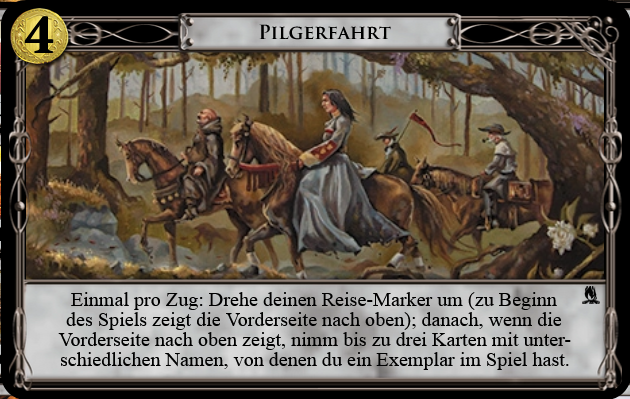 4
PILGERFAHRT
Einmal pro Zug: Drehe deinen Reise-Marker um (zu Beginn
des Spiels zeigt die Vorderseite nach oben); danach, wenn die
Vorderseite nach oben zeigt, nimm bis zu drei Karten mit unter-
schiedlichen Namen, von denen du ein Exemplar im Spiel hast.